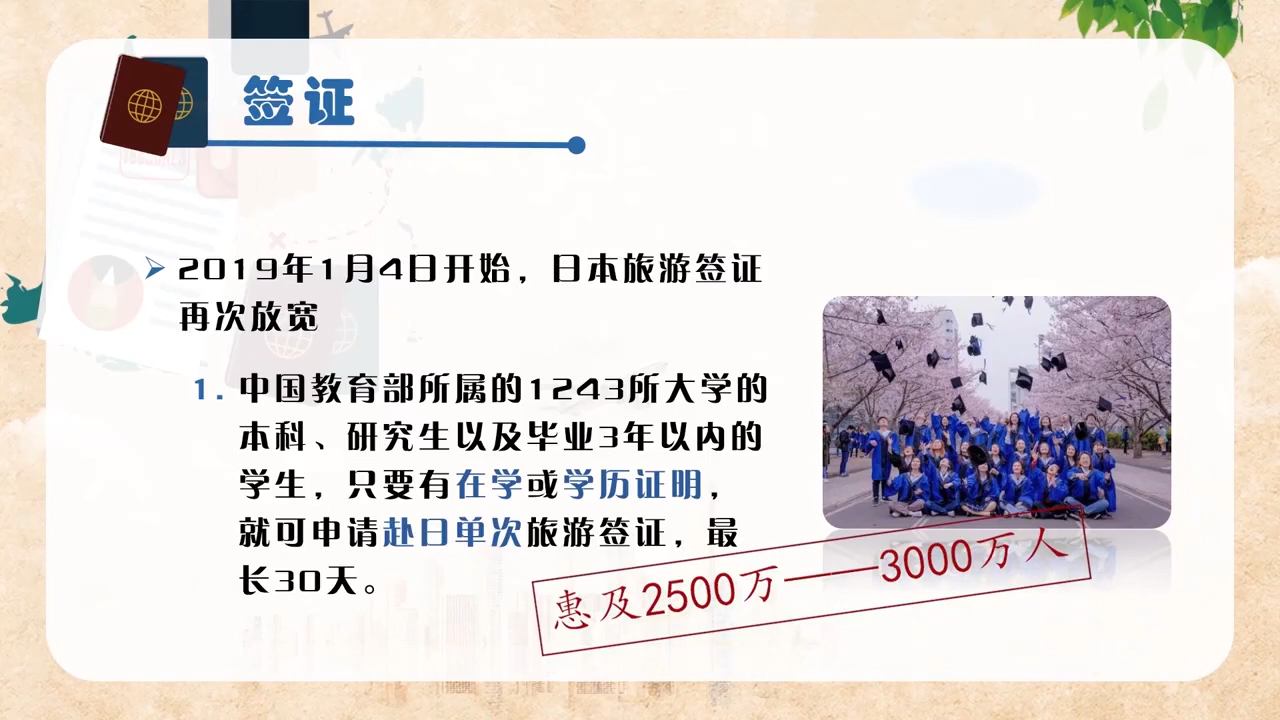 签证
2019年1月4日开始，日本旅游签证
再次放宽
1. 中国教育部所属的1243所大学的
本科、研究生以及毕业3年以内的
学生，只要有在学或学历证明，
就可申请赴日单次旅游签证，最
长30天。
惠及2500万——3000万人